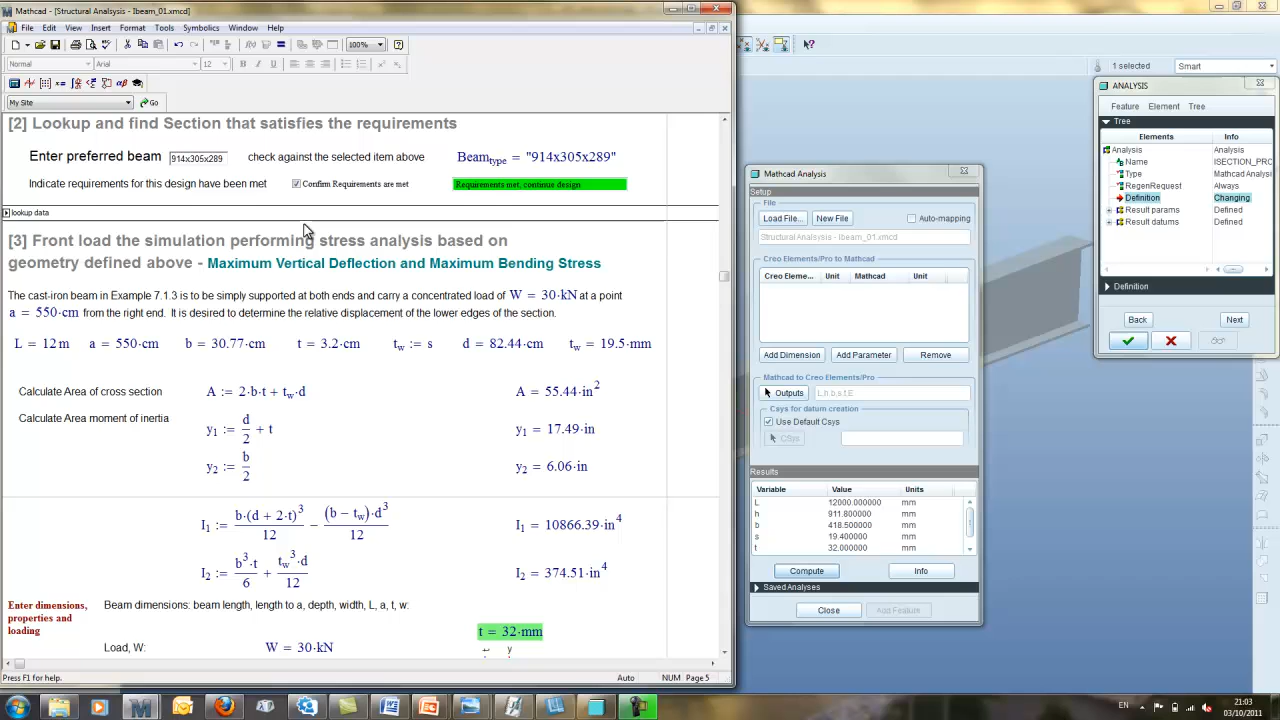 Mathcad - [Structural Analsysis - Ibeam_01.xmcd]
File Edit View Insert Format Tools Symbolics Window Help
100%
Normal Arial 12
My Site Go
[2] Lookup and find Section that satisfies the requirements
Enter preferred beam 914x305x289 check against the selected item above Beamtype = "914x305x289"
Indicate requirements for this design have been met Confirm Requirements are met Requirements met, continue design
lookup data
[3] Front load the simulation performing stress analysis based on
geometry defined above - Maximum Vertical Deflection and Maximum Bending Stress
The cast-iron beam in Example 7.1.3 is to be simply supported at both ends and carry a concentrated load of W = 30·kN at a point
a = 550·cm from the right end. It is desired to determine the relative displacement of the lower edges of the section.
L = 12m a = 550·cm b = 30.77·cm t = 3.2·cm tw := s d = 82.44·cm tw = 19.5·mm
Calculate Area of cross section A := 2·b·t + tw·d A = 55.44·in²
Calculate Area moment of inertia y1 := d/2 + t y1 = 17.49·in
y2 := b/2 y2 = 6.06·in
I1 := b·(d + 2·t)³/12 − (b − tw)·d³/12 I1 = 10866.39·in⁴
I2 := b³·t/6 + tw³·d/12 I2 = 374.51·in⁴
Enter dimensions, properties and loading
Beam dimensions: beam length, length to a, depth, width, L, a, t, w:
t = 32·mm
Load, W: W = 30·kN
y
Press F1 for help. Auto NUM Page 5
1 selected Smart
ANALYSIS
Feature Element Tree
Tree
Elements Info
Analysis
Name ISECTION_PRO
Type Mathcad Analysis
RegenRequest Always
Definition Changing
Result params Defined
Result datums Defined
Definition
Back Next
Mathcad Analysis
Setup
File
Load File... New File Auto-mapping
Structural Analsysis - Ibeam_01.xmcd
Creo Elements/Pro to Mathcad
Creo Eleme... Unit Mathcad Unit
Add Dimension Add Parameter Remove
Mathcad to Creo Elements/Pro
Outputs L,h,b,s,t,E
Csys for datum creation
Use Default Csys
CSys
Results
Variable Value Units
L 12000.000000 mm
h 911.800000 mm
b 418.500000 mm
s 19.400000 mm
t 32.000000 mm
Compute Info
Saved Analyses
Close Add Feature
EN 21:03
03/10/2011